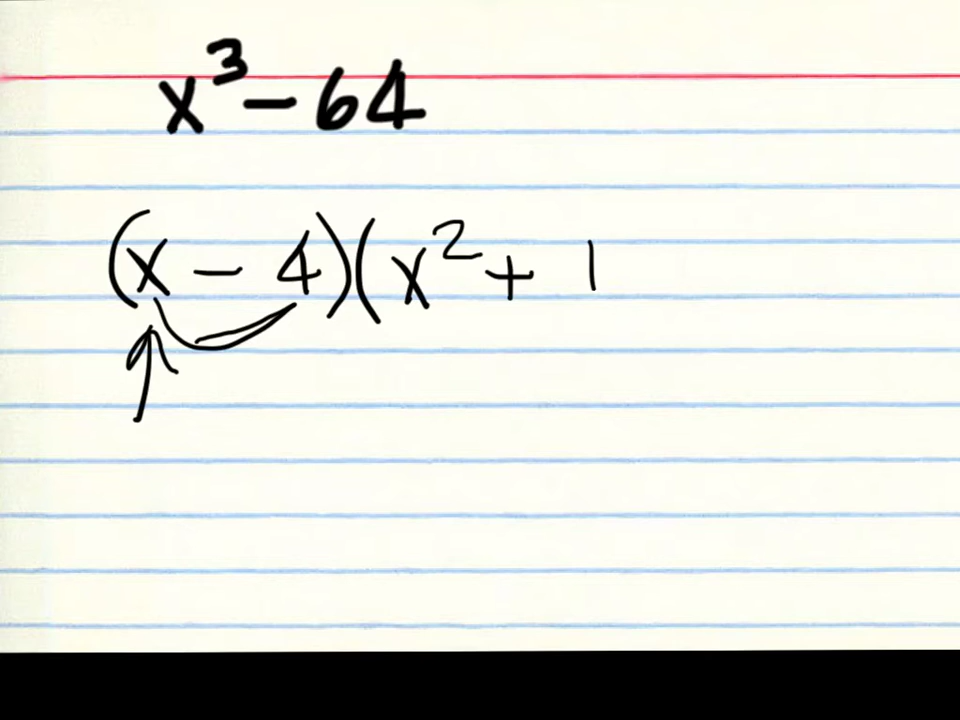 x³ - 64
(x - 4)(x² + 1